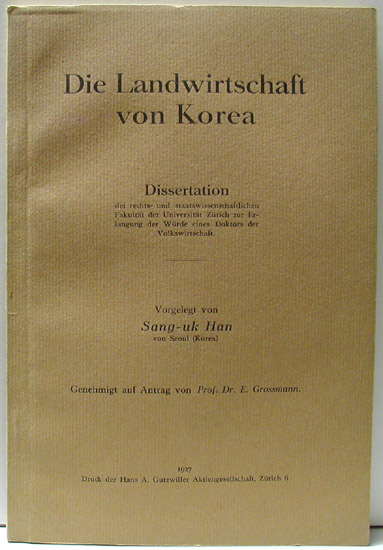 Die Landwirtschaft
von Korea
Dissertation
der rechts- und staatswissenschaftlichen
Fakultät der Universität Zürich zur Er-
langung der Würde eines Doktors der
Volkswirtschaft
Vorgelegt von
Sang-uk Han
von Seoul (Korea)
Genehmigt auf Antrag von Prof. Dr. E. Grossmann.
1927
Druck der Hans A. Gutzwiller Aktiengesellschaft, Zürich 6